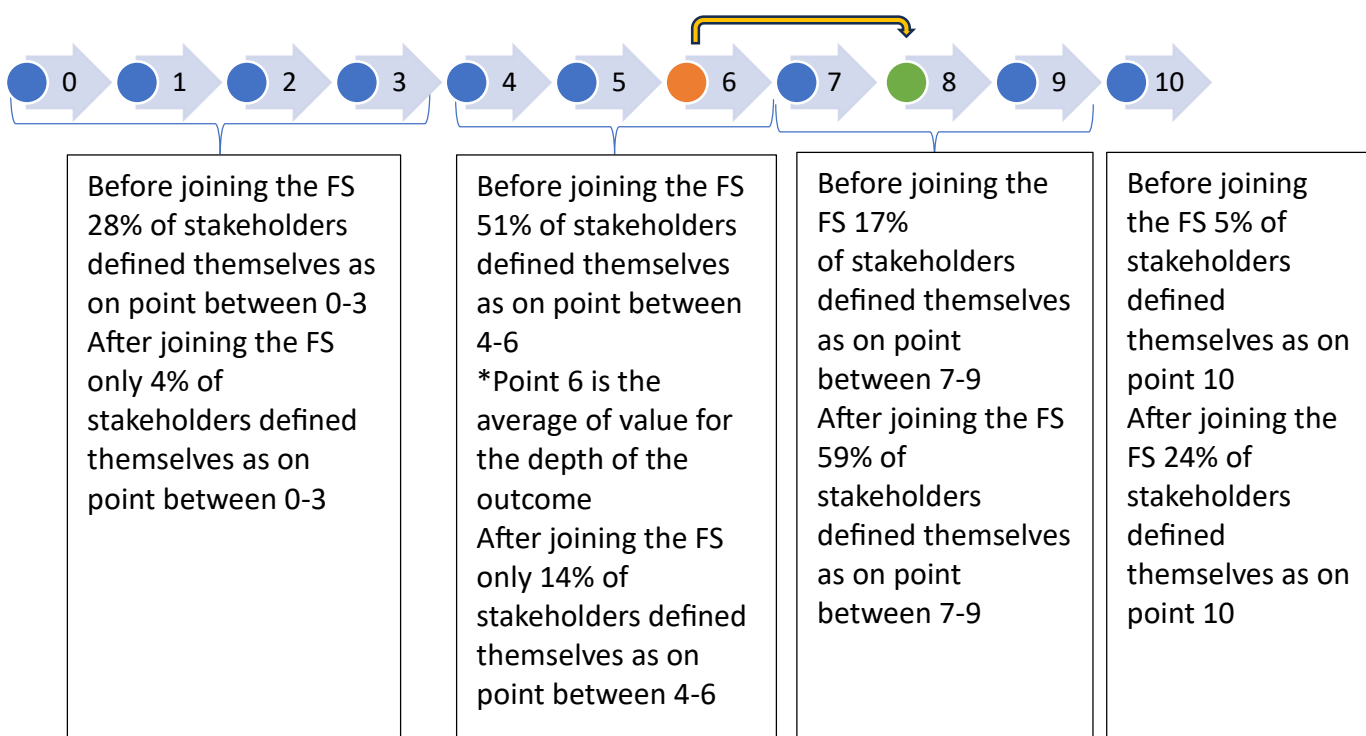 0 1 2 3 4 5 6 7 8 9 10
Before joining the FS
28% of stakeholders
defined themselves as
on point between 0-3
After joining the FS
only 4% of
stakeholders defined
themselves as on
point between 0-3
Before joining the FS
51% of stakeholders
defined themselves
as on point between
4-6
*Point 6 is the
average of value for
the depth of the
outcome
After joining the FS
only 14% of
stakeholders defined
themselves as on
point between 4-6
Before joining the
FS 17%
of stakeholders
defined themselves
as on point
between 7-9
After joining the FS
59% of
stakeholders
defined themselves
as on point
between 7-9
Before joining
the FS 5% of
stakeholders
defined
themselves as on
point 10
After joining the
FS 24% of
stakeholders
defined
themselves as on
point 10